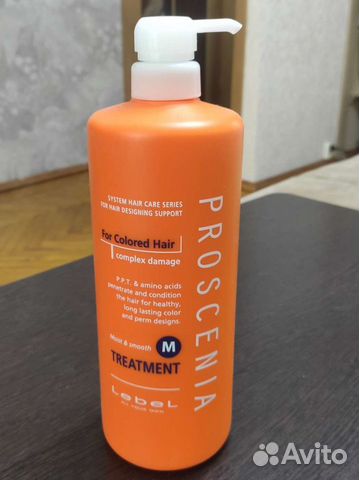 SYSTEM HAIR CARE SERIES
FOR HAIR DESIGNING SUPPORT
For Colored Hair
complex damage
P.P.T. & amino acids
penetrate and condition
the hair for healthy,
long lasting color
and perm designs.
Moist & smooth M
TREATMENT
LebeL
PROSCENIA
Avito